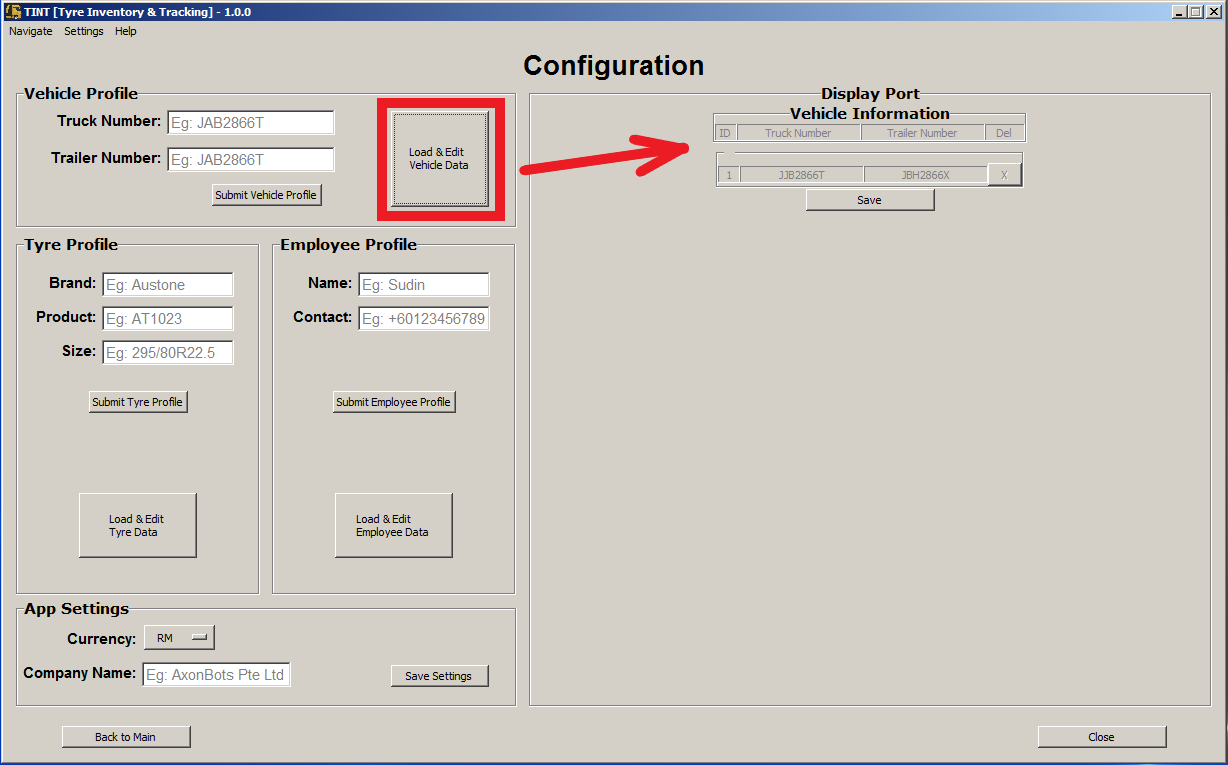 TINT [Tyre Inventory & Tracking] - 1.0.0
Navigate Settings Help
Configuration
Vehicle Profile
Truck Number: Eg: JAB2866T
Trailer Number: Eg: JAB2866T
Submit Vehicle Profile
Load & Edit
Vehicle Data
Display Port
Vehicle Information
ID Truck Number Trailer Number Del
1 JJB2866T JBH2866X X
Save
Tyre Profile
Brand: Eg: Austone
Product: Eg: AT1023
Size: Eg: 295/80R22.5
Submit Tyre Profile
Load & Edit
Tyre Data
Employee Profile
Name: Eg: Sudin
Contact: Eg: +60123456789
Submit Employee Profile
Load & Edit
Employee Data
App Settings
Currency: RM
Company Name: Eg: AxonBots Pte Ltd
Save Settings
Back to Main
Close